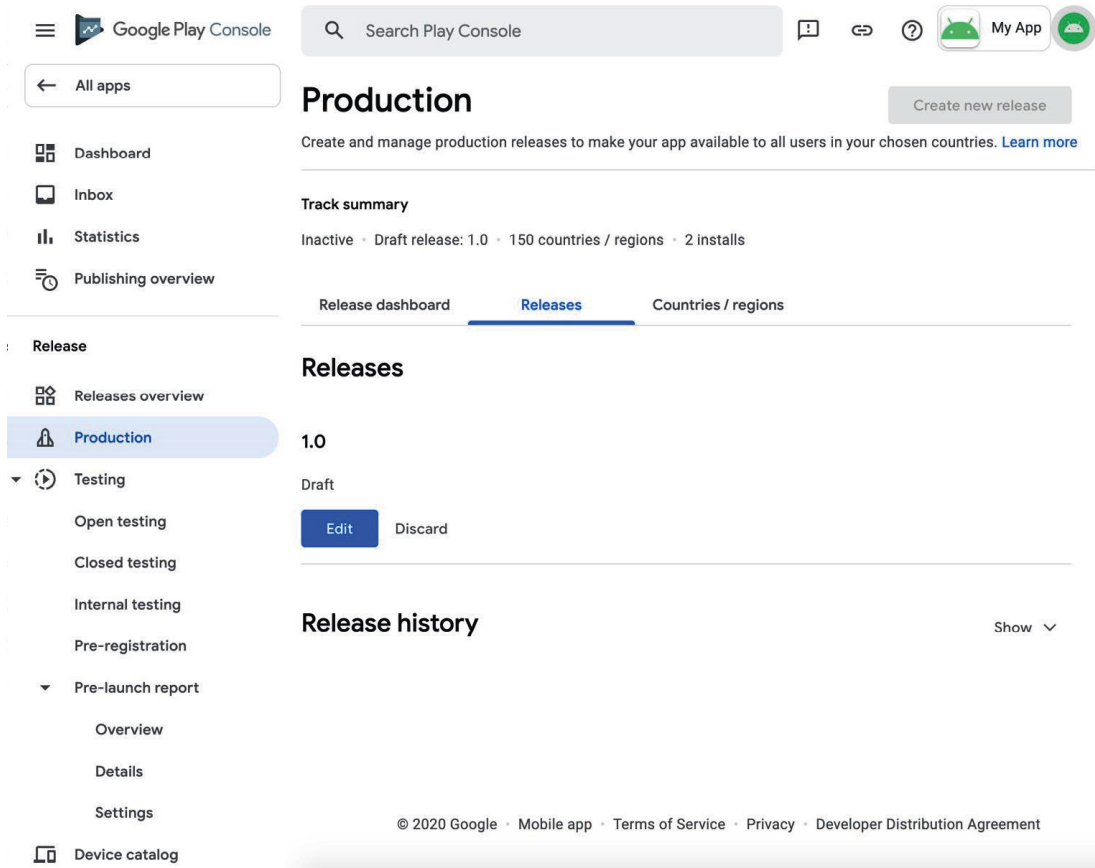 Google Play Console
Search Play Console
My App
All apps
Dashboard
Inbox
Statistics
Publishing overview
Release
Releases overview
Production
Testing
Open testing
Closed testing
Internal testing
Pre-registration
Pre-launch report
Overview
Details
Settings
Device catalog
Production
Create new release
Create and manage production releases to make your app available to all users in your chosen countries. Learn more
Track summary
Inactive • Draft release: 1.0 • 150 countries / regions • 2 installs
Release dashboard Releases Countries / regions
Releases
1.0
Draft
Edit Discard
Release history Show
© 2020 Google • Mobile app • Terms of Service • Privacy • Developer Distribution Agreement